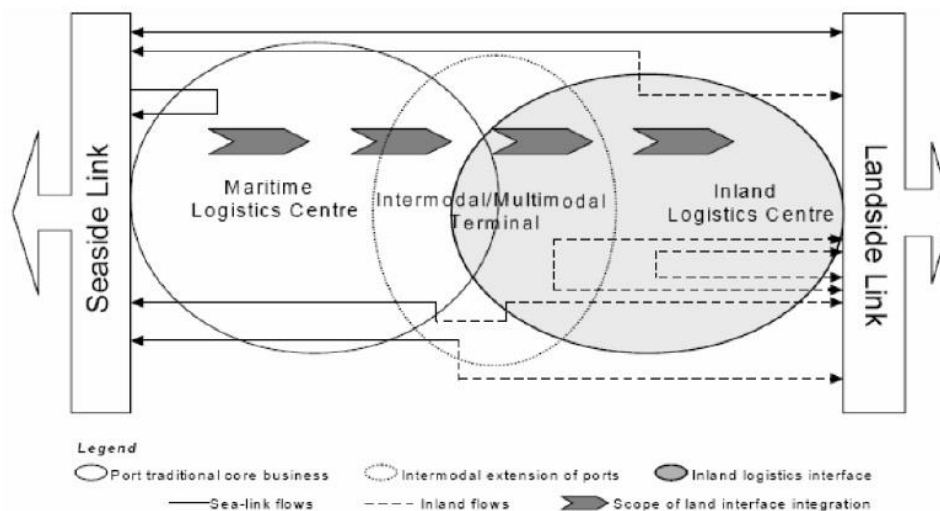 Seaside Link
Maritime
Logistics Centre
Intermodal/Multimodal
Terminal
Inland
Logistics Centre
Landside Link
Legend
Port traditional core business
Intermodal extension of ports
Inland logistics interface
Sea-link flows
Inland flows
Scope of land interface integration